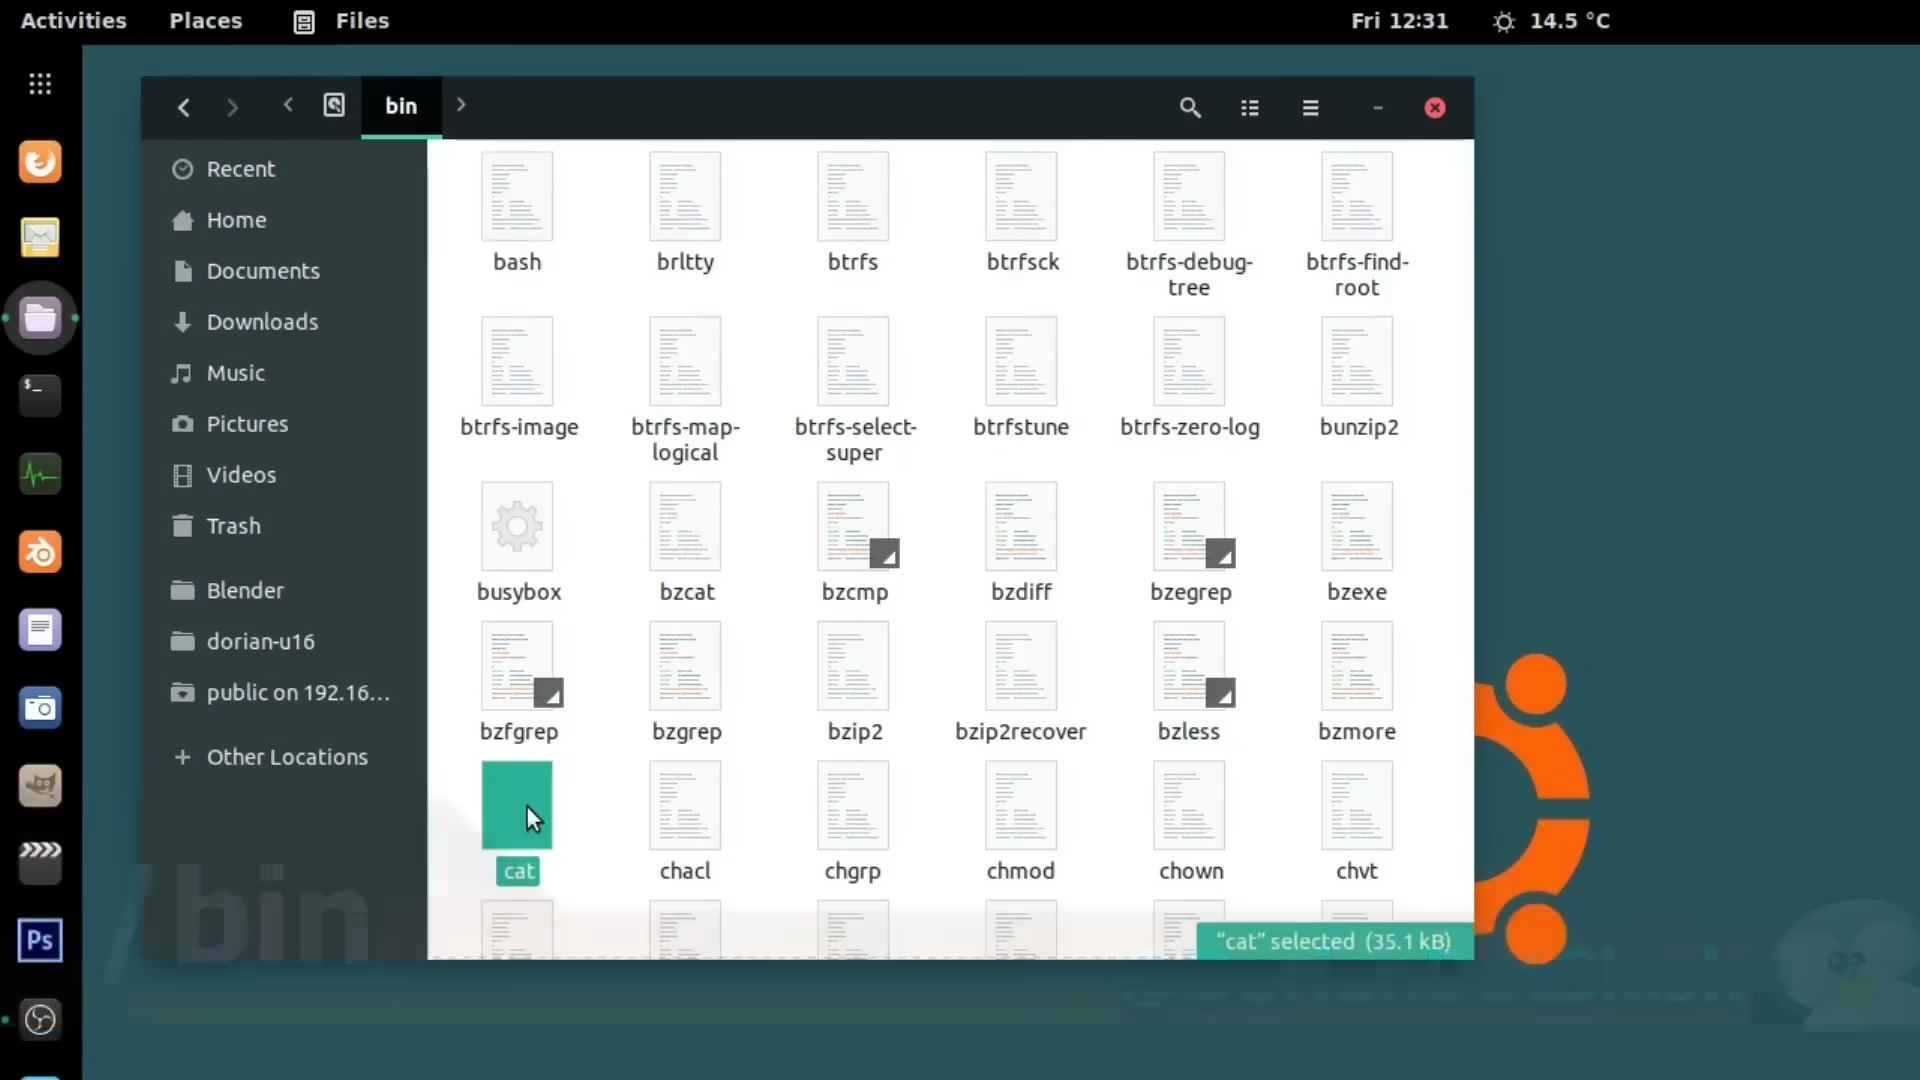 Activities Places Files Fri 12:31 14.5 °C
bin
Recent
Home
Documents
Downloads
Music
Pictures
Videos
Trash
Blender
dorian-u16
public on 192.16...
Other Locations
bash brltty btrfs btrfsck btrfs-debug- btrfs-find-
tree root
btrfs-image btrfs-map- btrfs-select- btrfstune btrfs-zero-log bunzip2
logical super
busybox bzcat bzcmp bzdiff bzegrep bzexe
bzfgrep bzgrep bzip2 bzip2recover bzless bzmore
cat chacl chgrp chmod chown chvt
"cat" selected (35.1 kB)
$_
Ps
/bin